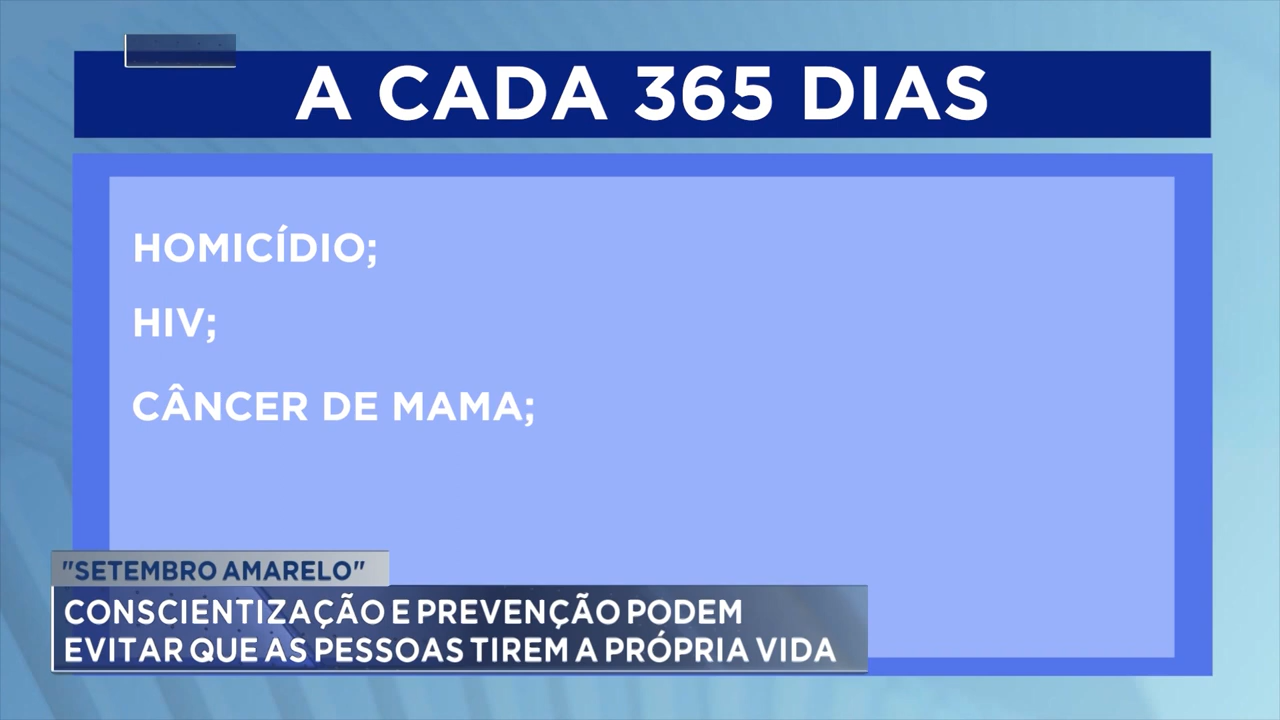 A CADA 365 DIAS
HOMICÍDIO;
HIV;
CÂNCER DE MAMA;
"SETEMBRO AMARELO"
CONSCIENTIZAÇÃO E PREVENÇÃO PODEM
EVITAR QUE AS PESSOAS TIREM A PRÓPRIA VIDA